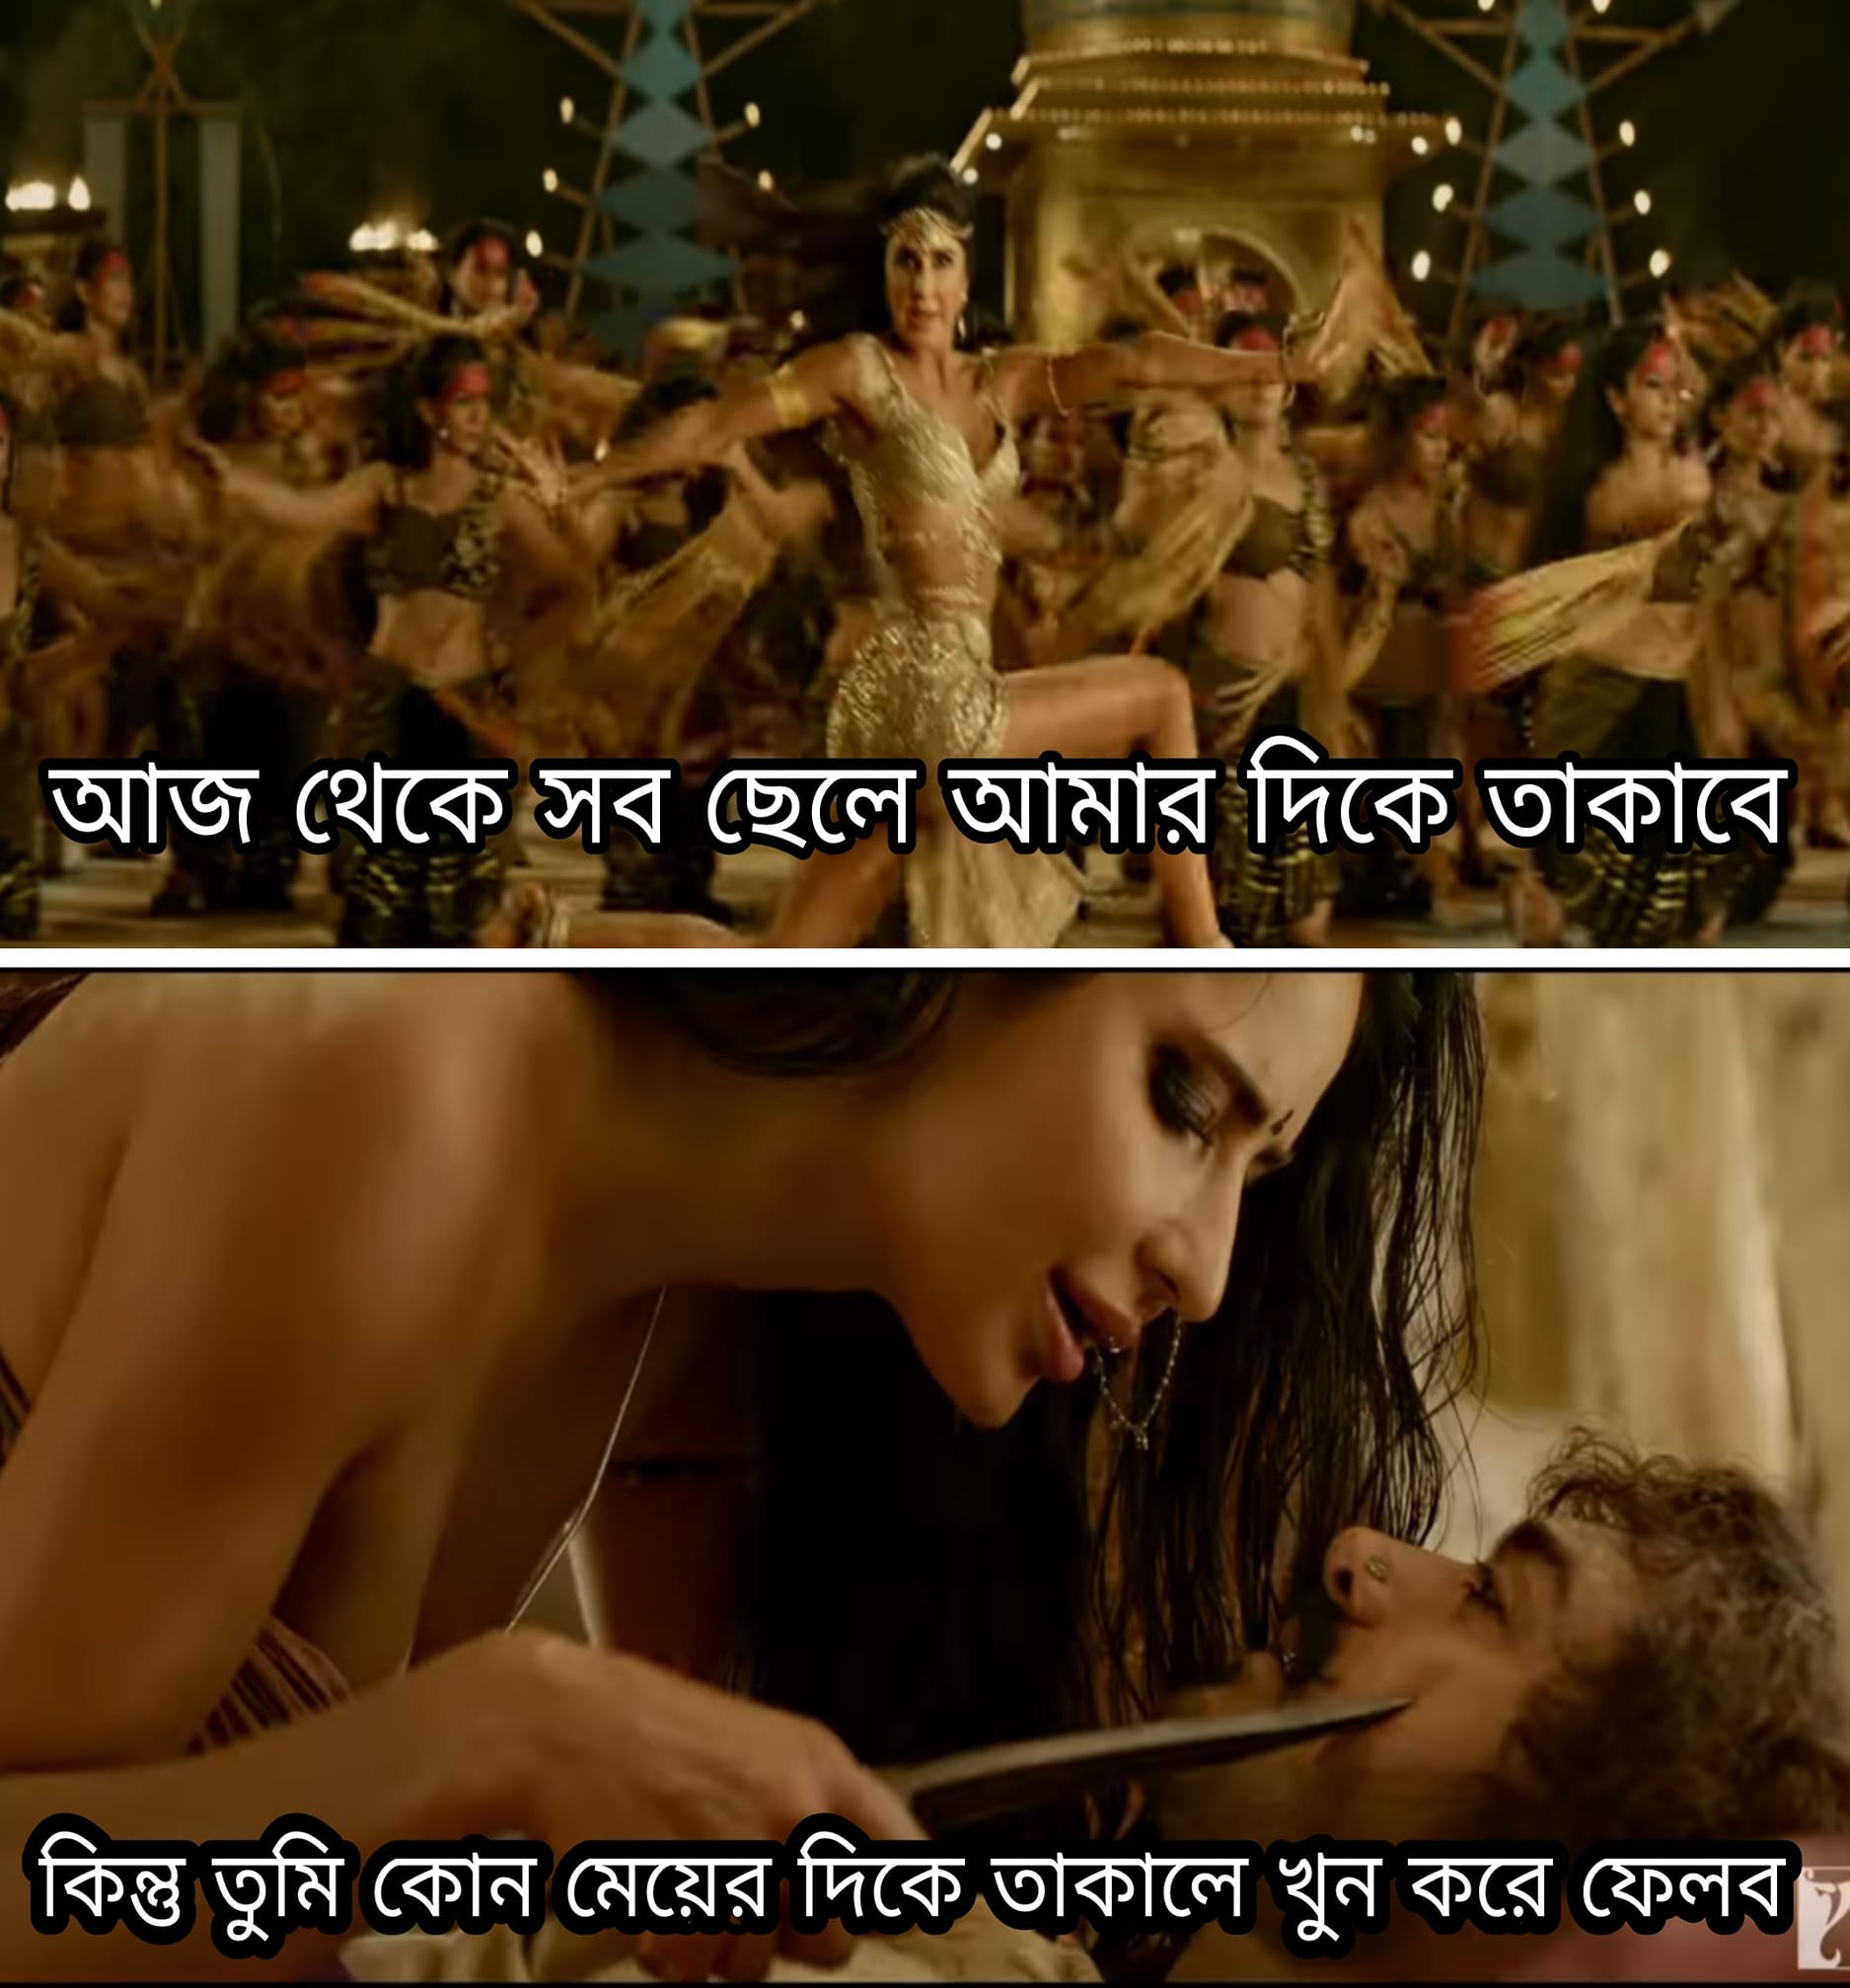 আজ থেকে সব ছেলে আমার দিকে তাকাবে
কিন্তু তুমি কোন মেয়ের দিকে তাকালে খুন করে ফেলব